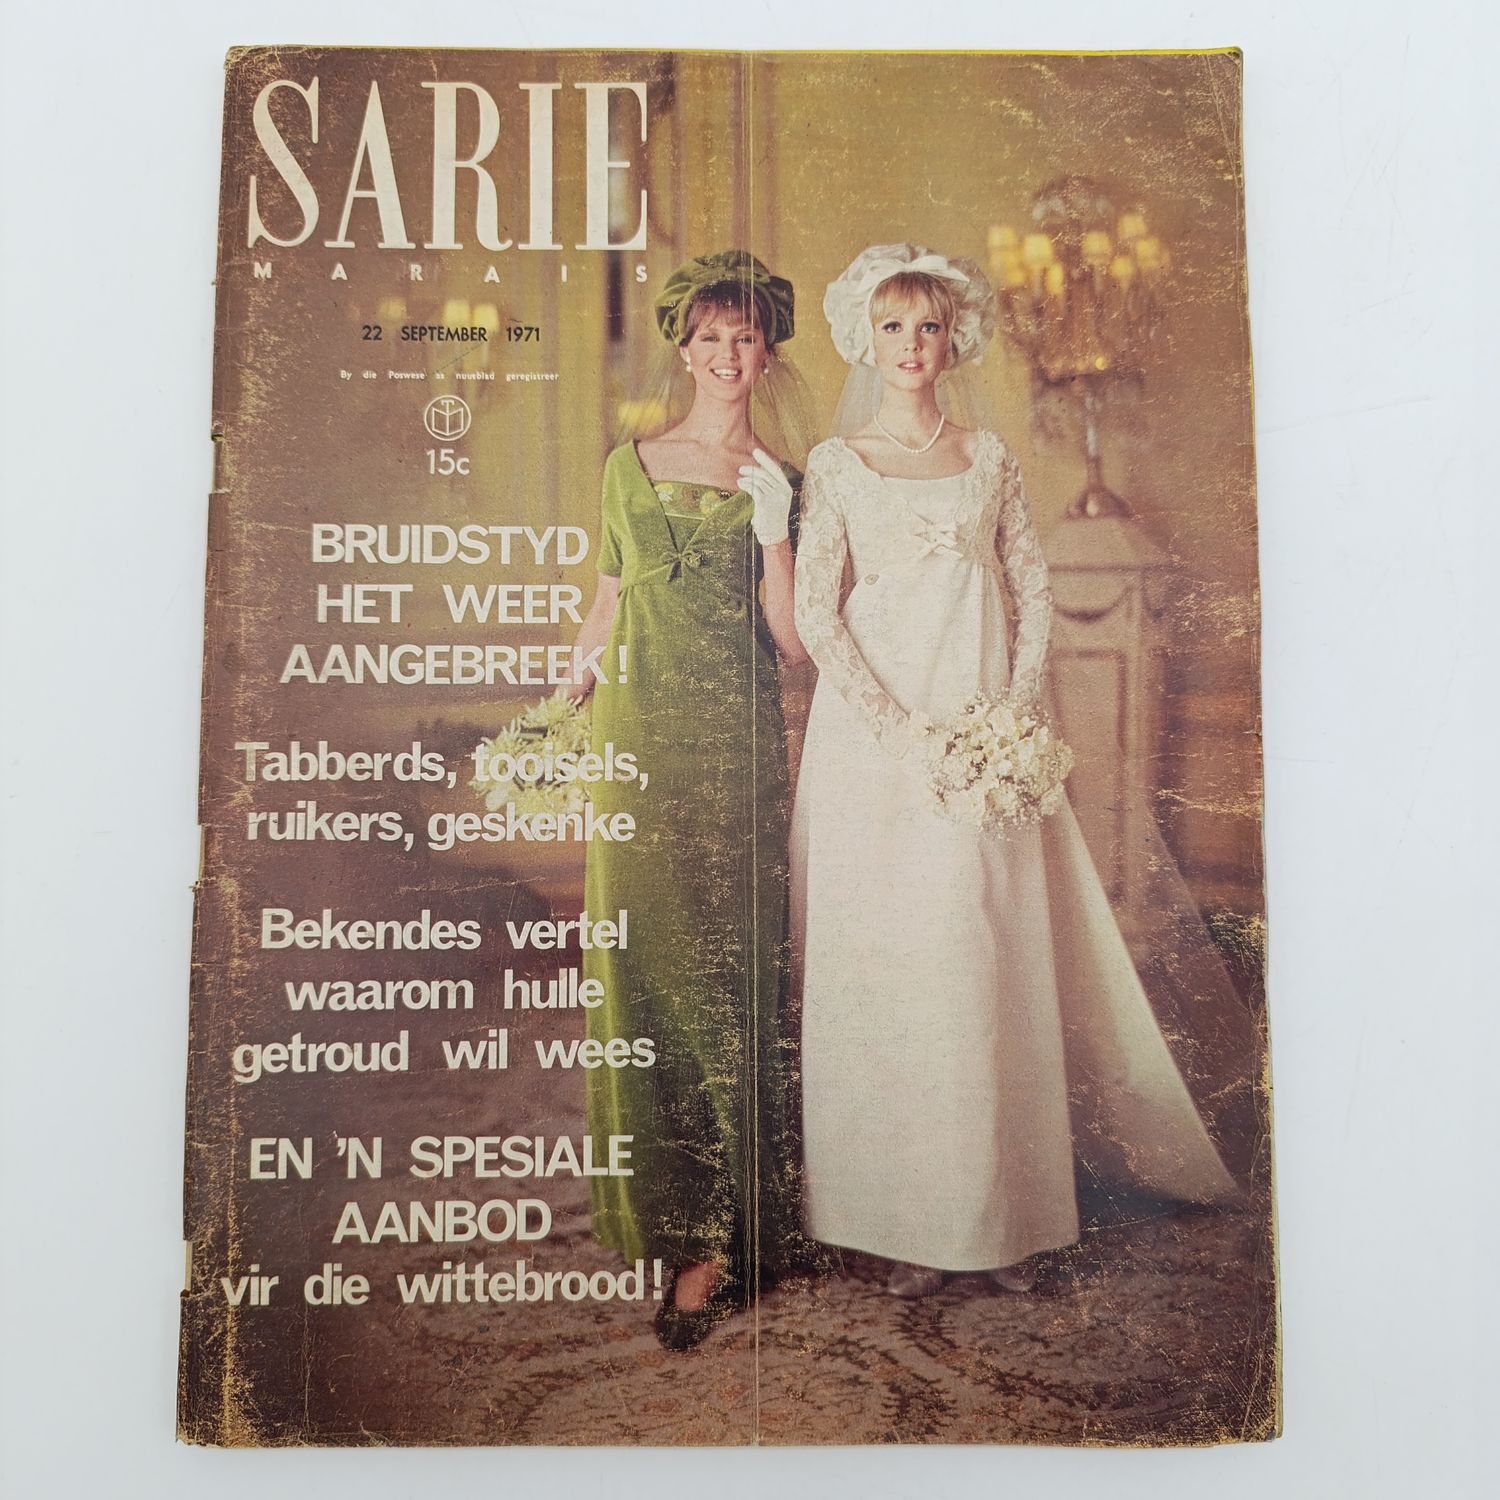 SARIE
MARAIS
22 SEPTEMBER 1971
By die Poswese as nuusblad geregistreer
15c
BRUIDSTYD
HET WEER
AANGEBREEK!
Tabberds, tooisels,
ruikers, geskenke
Bekendes vertel
waarom hulle
getroud wil wees
EN 'N SPESIALE
AANBOD
vir die wittebrood!